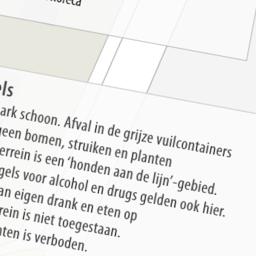 ark schoon. Afval in de grijze vuilcontainers
geen bomen, struiken en planten
errein is een ‘honden aan de lijn’-gebied.
gels voor alcohol en drugs gelden ook hier.
an eigen drank en eten op
rein is niet toegestaan.
ten is verboden.